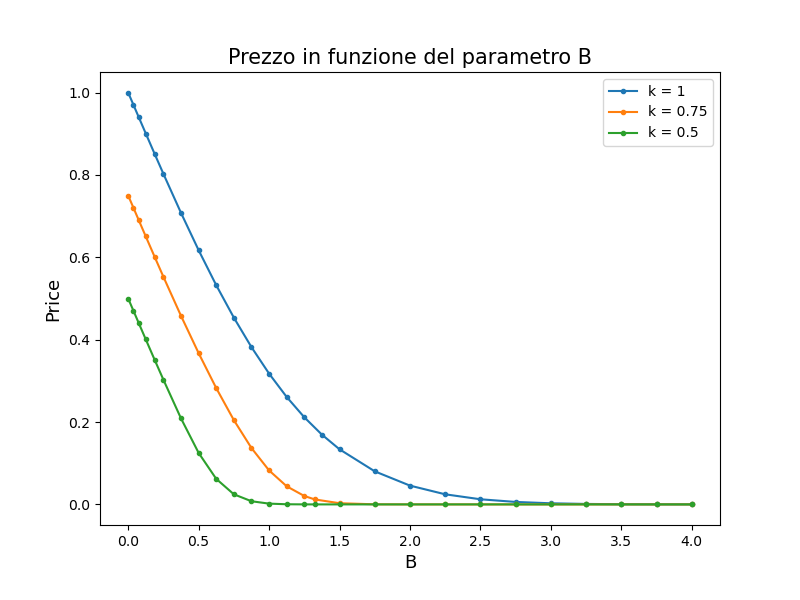 Prezzo in funzione del parametro B
k = 1
k = 0.75
k = 0.5
1.0
0.8
0.6
0.4
0.2
0.0
Price
0.0 0.5 1.0 1.5 2.0 2.5 3.0 3.5 4.0
B